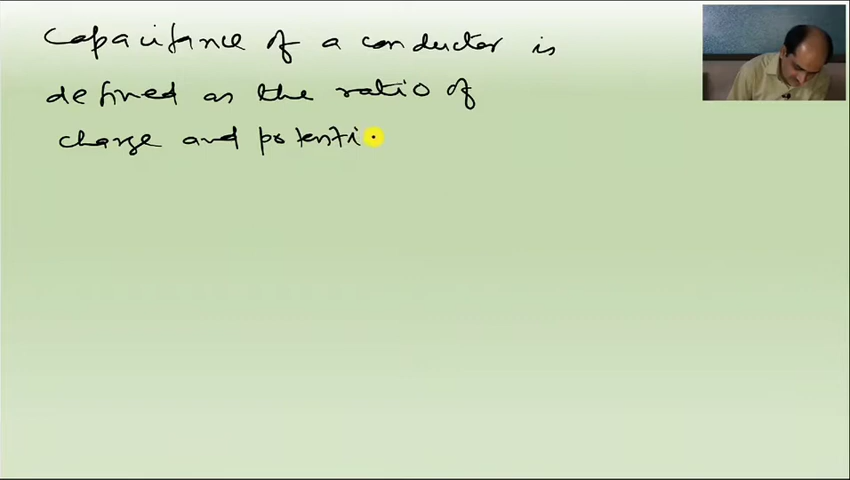 capacitance of a conductor is
defined as the ratio of
charge and potenti